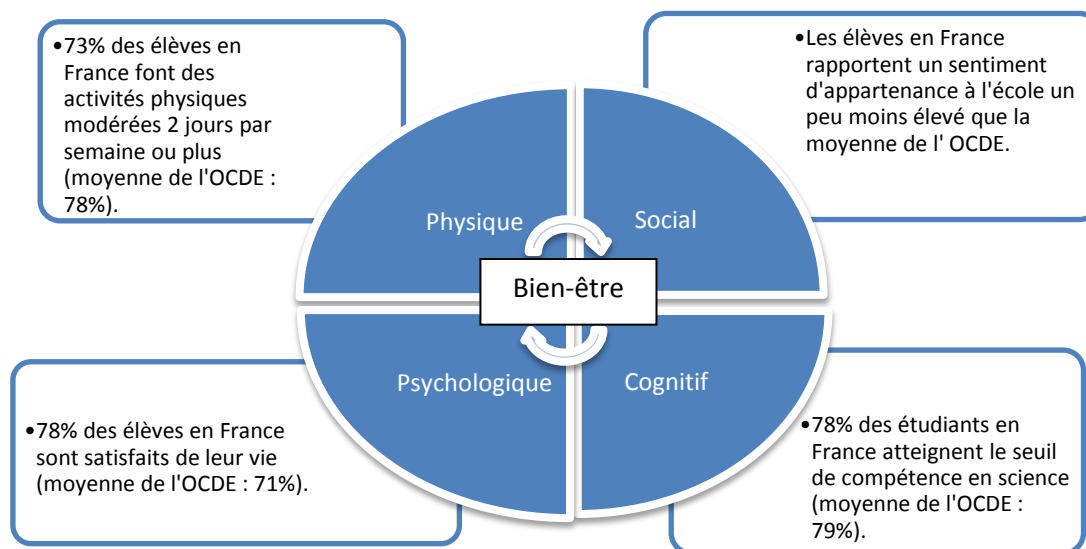 •73% des élèves en
France font des
activités physiques
modérées 2 jours par
semaine ou plus
(moyenne de l'OCDE :
78%).
•Les élèves en France
rapportent un sentiment
d'appartenance à l'école un
peu moins élevé que la
moyenne de l' OCDE.
Physique
Social
Bien-être
Psychologique
Cognitif
•78% des élèves en France
sont satisfaits de leur vie
(moyenne de l'OCDE : 71%).
•78% des étudiants en
France atteignent le seuil
de compétence en science
(moyenne de l'OCDE :
79%).